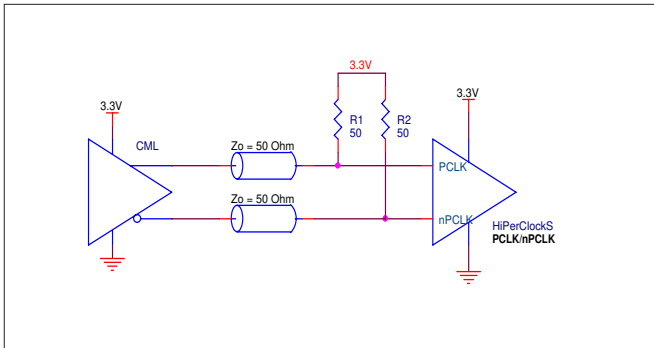 3.3V
3.3V
3.3V
R1
50
R2
50
CML
Zo = 50 Ohm
PCLK
Zo = 50 Ohm
nPCLK
HiPerClockS
PCLK/nPCLK